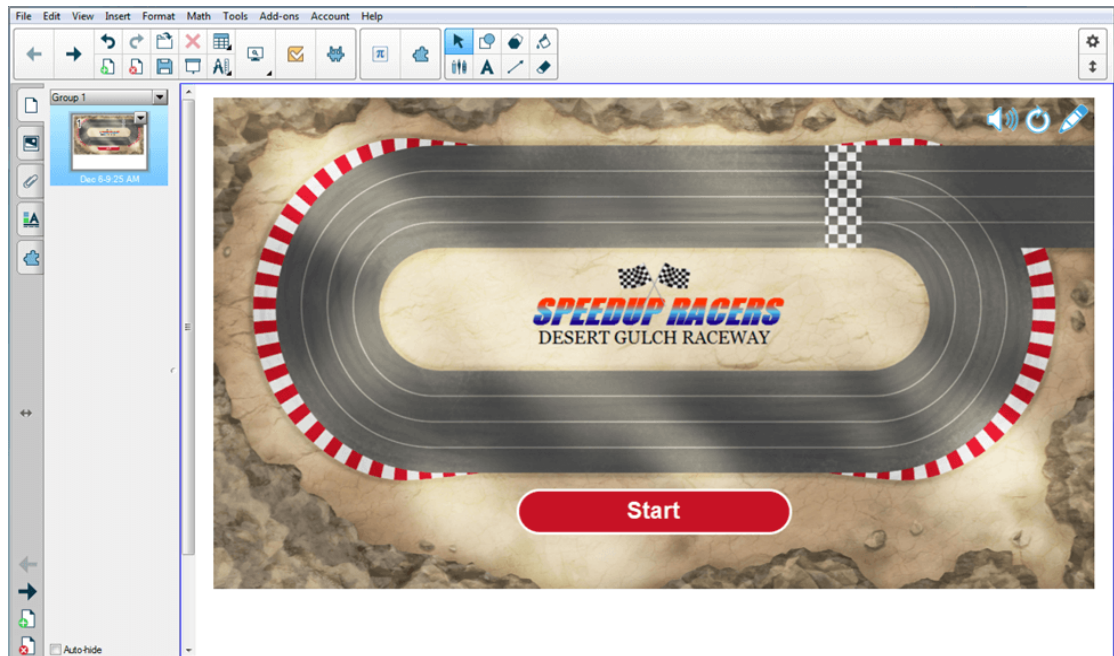 File Edit View Insert Format Math Tools Add-ons Account Help
π
A
Group 1
1
Dec 6-9:25 AM
SPEEDUP RACERS
DESERT GULCH RACEWAY
Start
Auto-hide